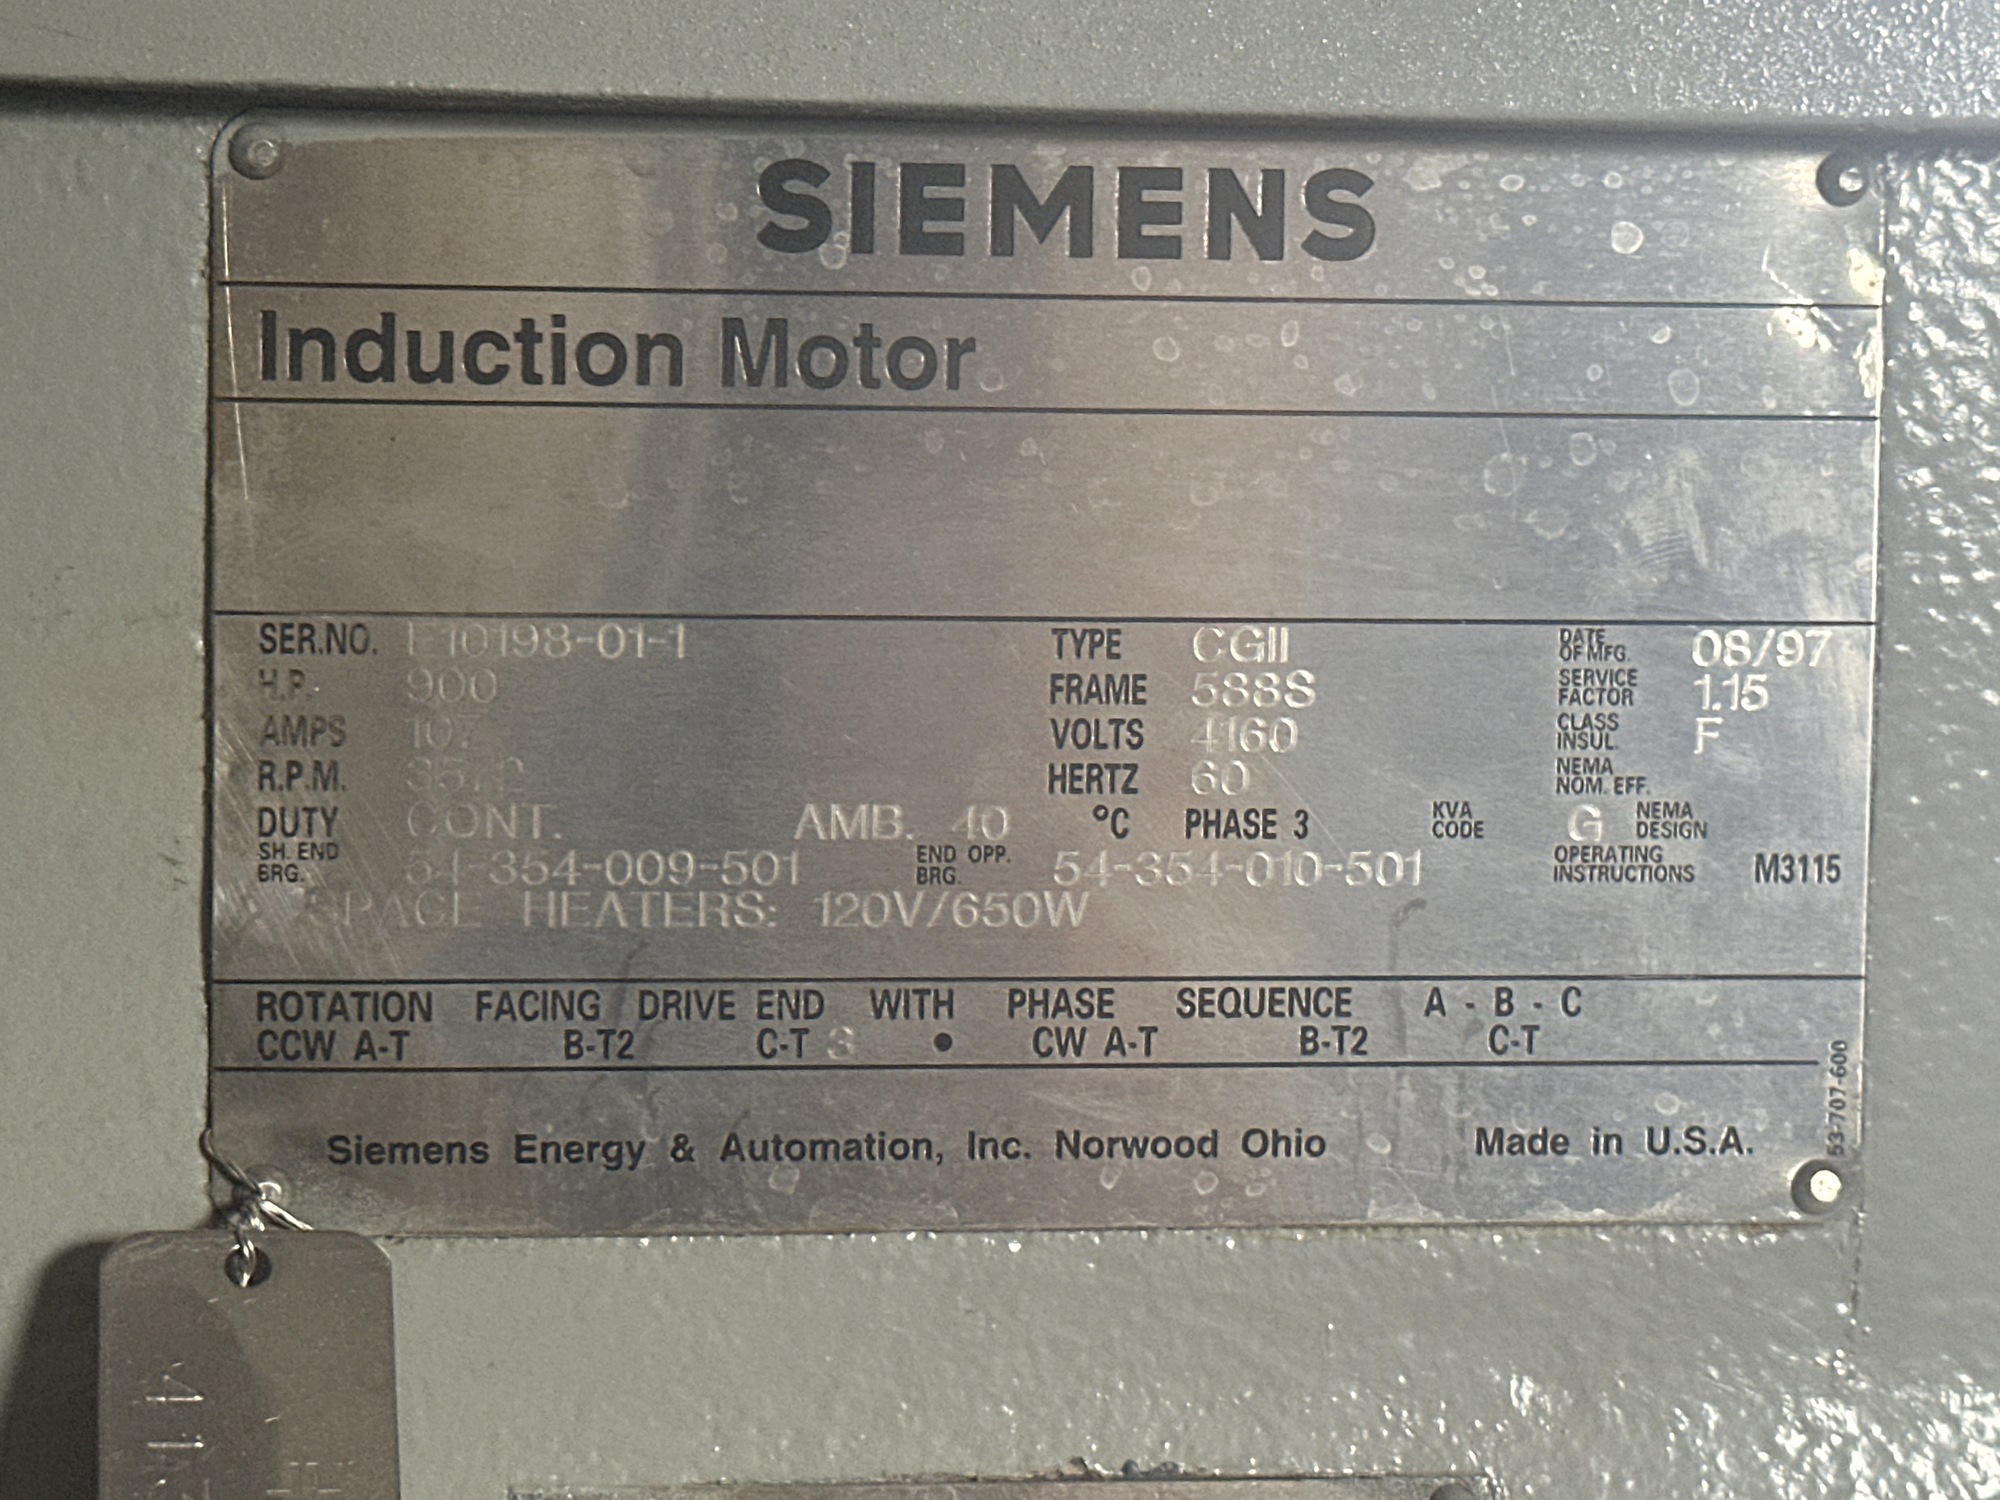 SIEMENS
Induction Motor
SER.NO. E10198-01-1 TYPE CGII DATE OF MFG. 08/97
H.P. 900 FRAME 588S SERVICE FACTOR 1.15
AMPS 107 VOLTS 4160 CLASS INSUL. F
R.P.M. 3572 HERTZ 60 NEMA NOM. EFF.
DUTY CONT. AMB. 40 °C PHASE 3 KVA CODE G NEMA DESIGN
SH. END BRG. 54-354-009-501 END OPP. BRG. 54-354-010-501 OPERATING INSTRUCTIONS M3115
SPACE HEATERS: 120V/650W
ROTATION FACING DRIVE END WITH PHASE SEQUENCE A - B - C
CCW A-T B-T2 C-T 3 • CW A-T B-T2 C-T
53-707-600
Siemens Energy & Automation, Inc. Norwood Ohio Made in U.S.A.